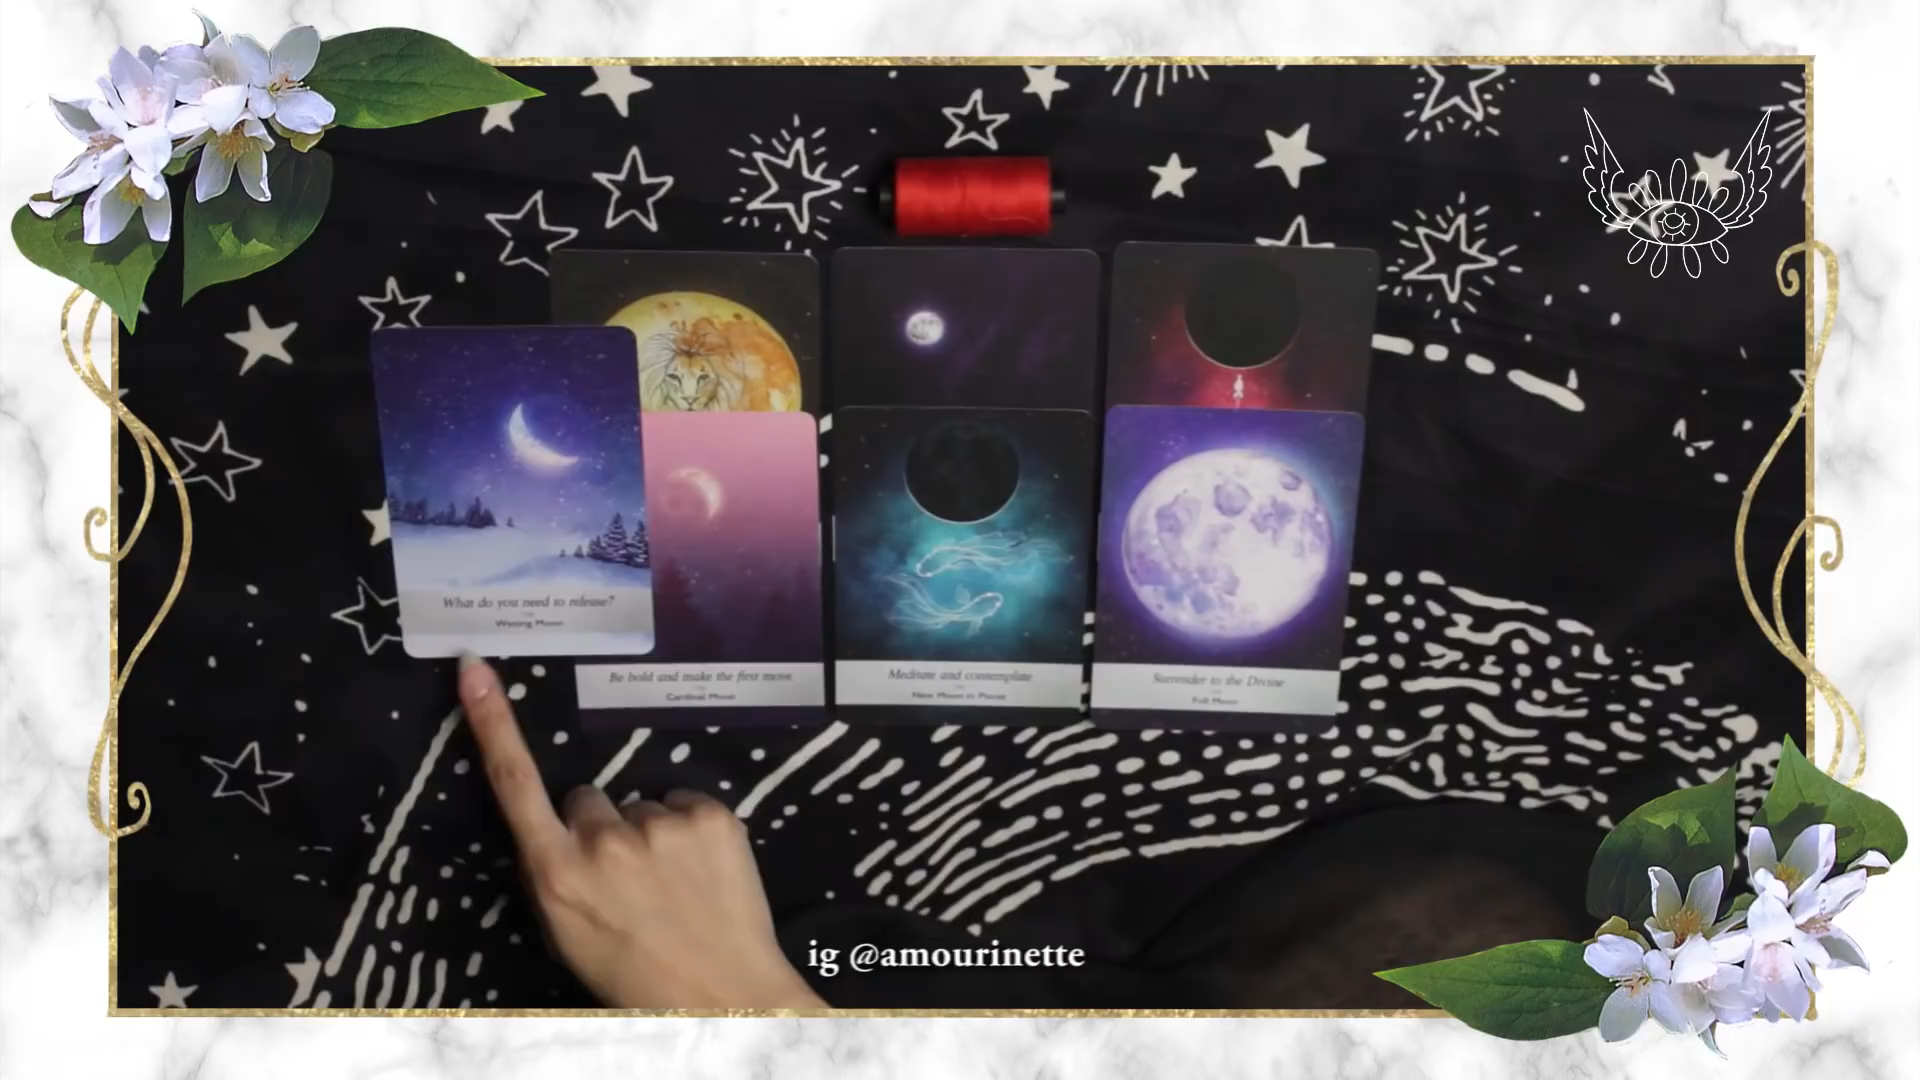 What do you need to release?
Waning Moon
Be bold and make the first move
Cardinal Moon
Meditate and contemplate
New Moon in Pisces
Surrender to the Divine
Full Moon
ig @amourinette